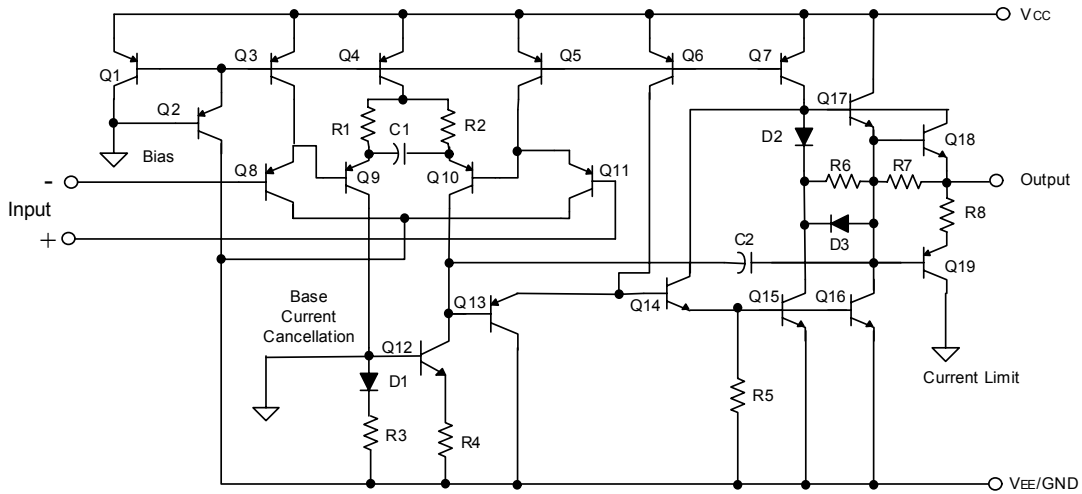 VCC
Q1
Q3
Q4
Q5
Q6
Q7
Q2
Q17
R1
C1
R2
D2
Q18
Bias
Q8
Q9
Q10
Q11
R6
R7
-
Output
Input
R8
+
D3
C2
Q19
Base
Current
Cancellation
Q13
Q14
Q15
Q16
Q12
D1
Current Limit
R5
R3
R4
VEE/GND